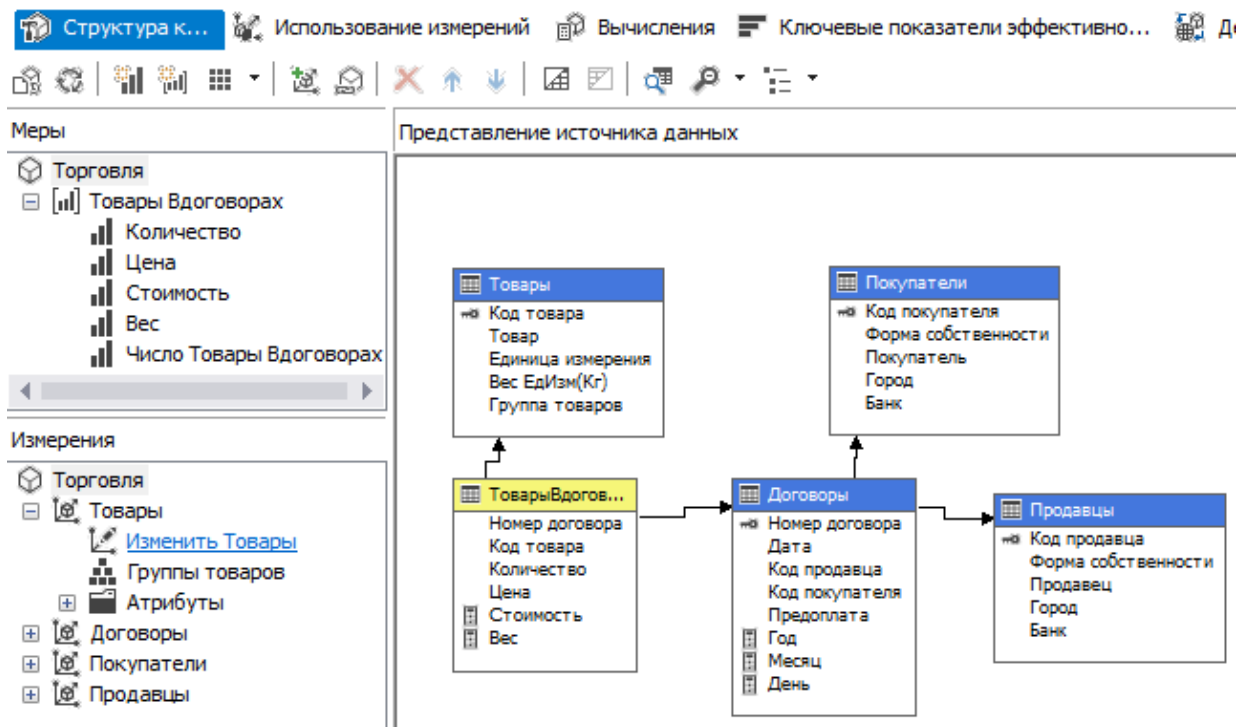 Структура к...
Использование измерений
Вычисления
Ключевые показатели эффективно...
Де
Меры
Торговля
Товары Вдоговорах
Количество
Цена
Стоимость
Вес
Число Товары Вдоговорах
Измерения
Торговля
Товары
Изменить Товары
Группы товаров
Атрибуты
Договоры
Покупатели
Продавцы
Представление источника данных
Товары
Код товара
Товар
Единица измерения
Вес ЕдИзм(Кг)
Группа товаров
Покупатели
Код покупателя
Форма собственности
Покупатель
Город
Банк
ТоварыВдогов...
Номер договора
Код товара
Количество
Цена
Стоимость
Вес
Договоры
Номер договора
Дата
Код продавца
Код покупателя
Предоплата
Год
Месяц
День
Продавцы
Код продавца
Форма собственности
Продавец
Город
Банк